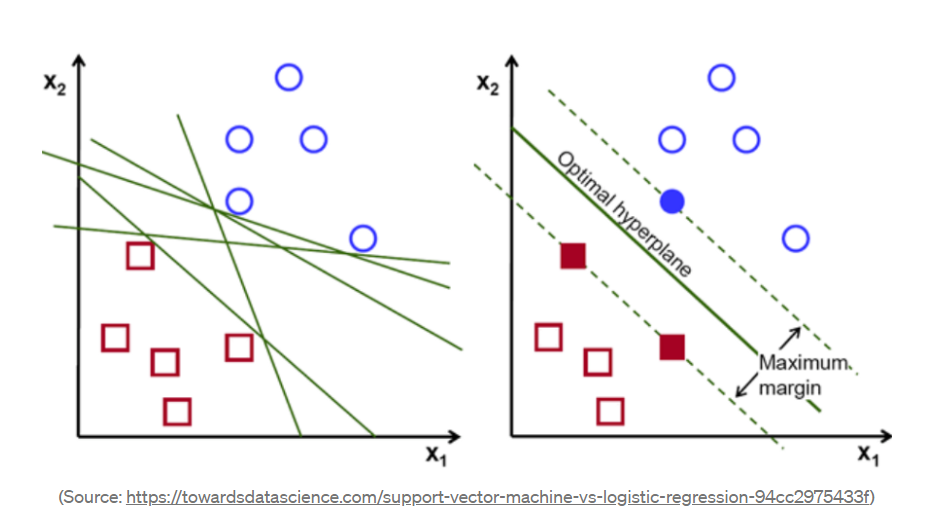 x₂
x₁
x₂
Optimal hyperplane
Maximum
margin
x₁
(Source: https://towardsdatascience.com/support-vector-machine-vs-logistic-regression-94cc2975433f)